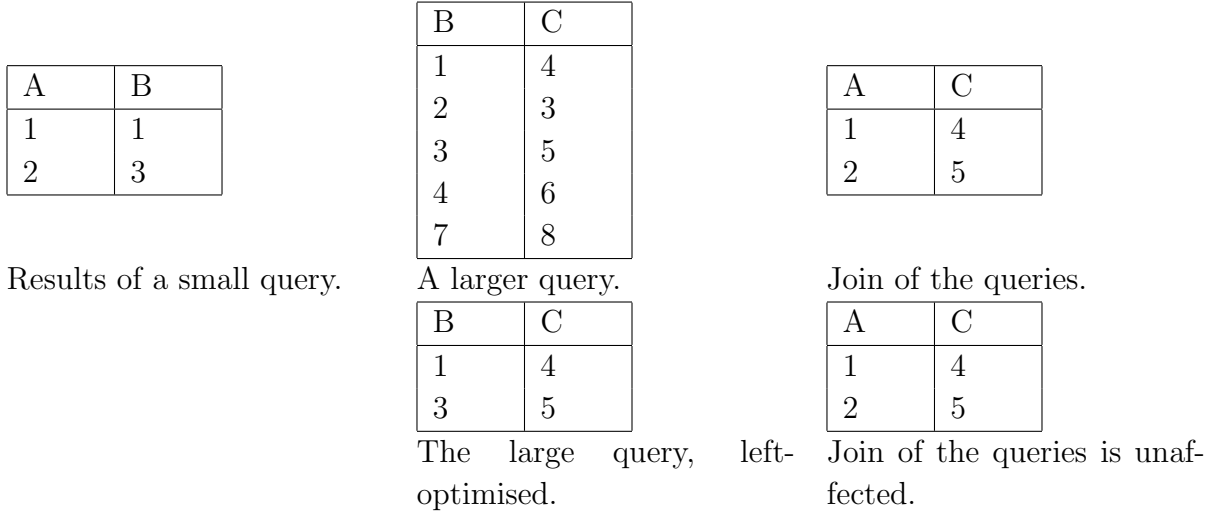 A B
1 1
2 3
Results of a small query.
B C
1 4
2 3
3 5
4 6
7 8
A larger query.
A C
1 4
2 5
Join of the queries.
B C
1 4
3 5
The large query, left-
optimised.
A C
1 4
2 5
Join of the queries is unaf-
fected.